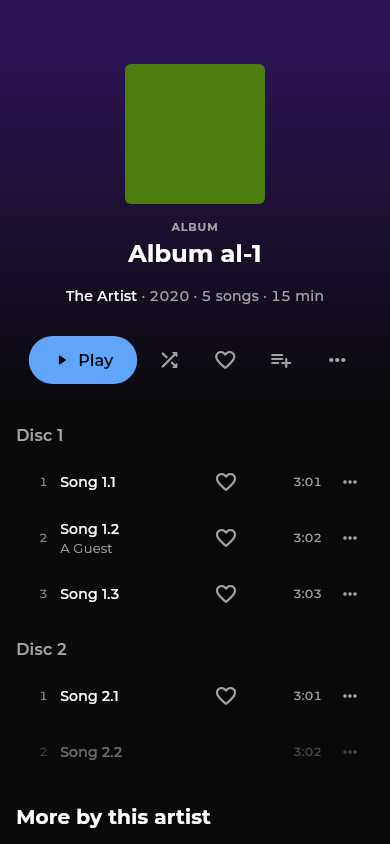 ALBUM
Album al-1
The Artist · 2020 · 5 songs · 15 min
Play
Disc 1
1 Song 1.1 3:01
2 Song 1.2 3:02
A Guest
3 Song 1.3 3:03
Disc 2
1 Song 2.1 3:01
2 Song 2.2 3:02
More by this artist